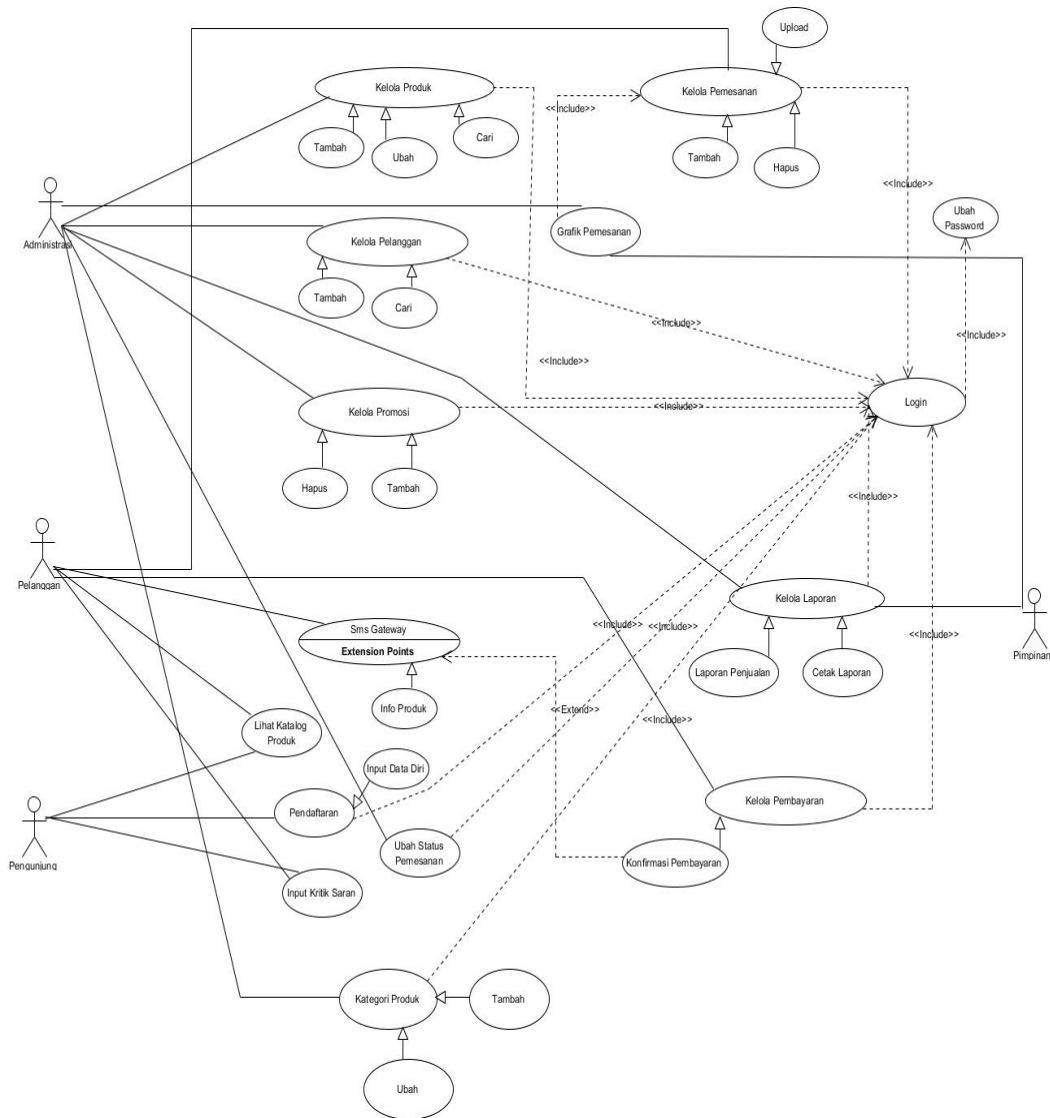 Upload
Kelola Produk
Kelola Pemesanan
<<Include>>
Tambah
Ubah
Cari
Tambah
Hapus
<<Include>>
Administrasi
Kelola Pelanggan
Grafik Pemesanan
Ubah
Password
Tambah
Cari
<<Include>>
<<Include>>
Kelola Promosi
<<Include>>
Login
Hapus
Tambah
<<Include>>
Pelanggan
Kelola Laporan
Sms Gateway
Extension Points
<<Include>>
<<Include>>
<<Include>>
Pimpinan
Laporan Penjualan
Cetak Laporan
Info Produk
<<Extend>>
<<Include>>
Lihat Katalog
Produk
Input Data Diri
Pendaftaran
Kelola Pembayaran
Pengunjung
Ubah Status
Pemesanan
Konfirmasi Pembayaran
Input Kritik Saran
Kategori Produk
Tambah
Ubah